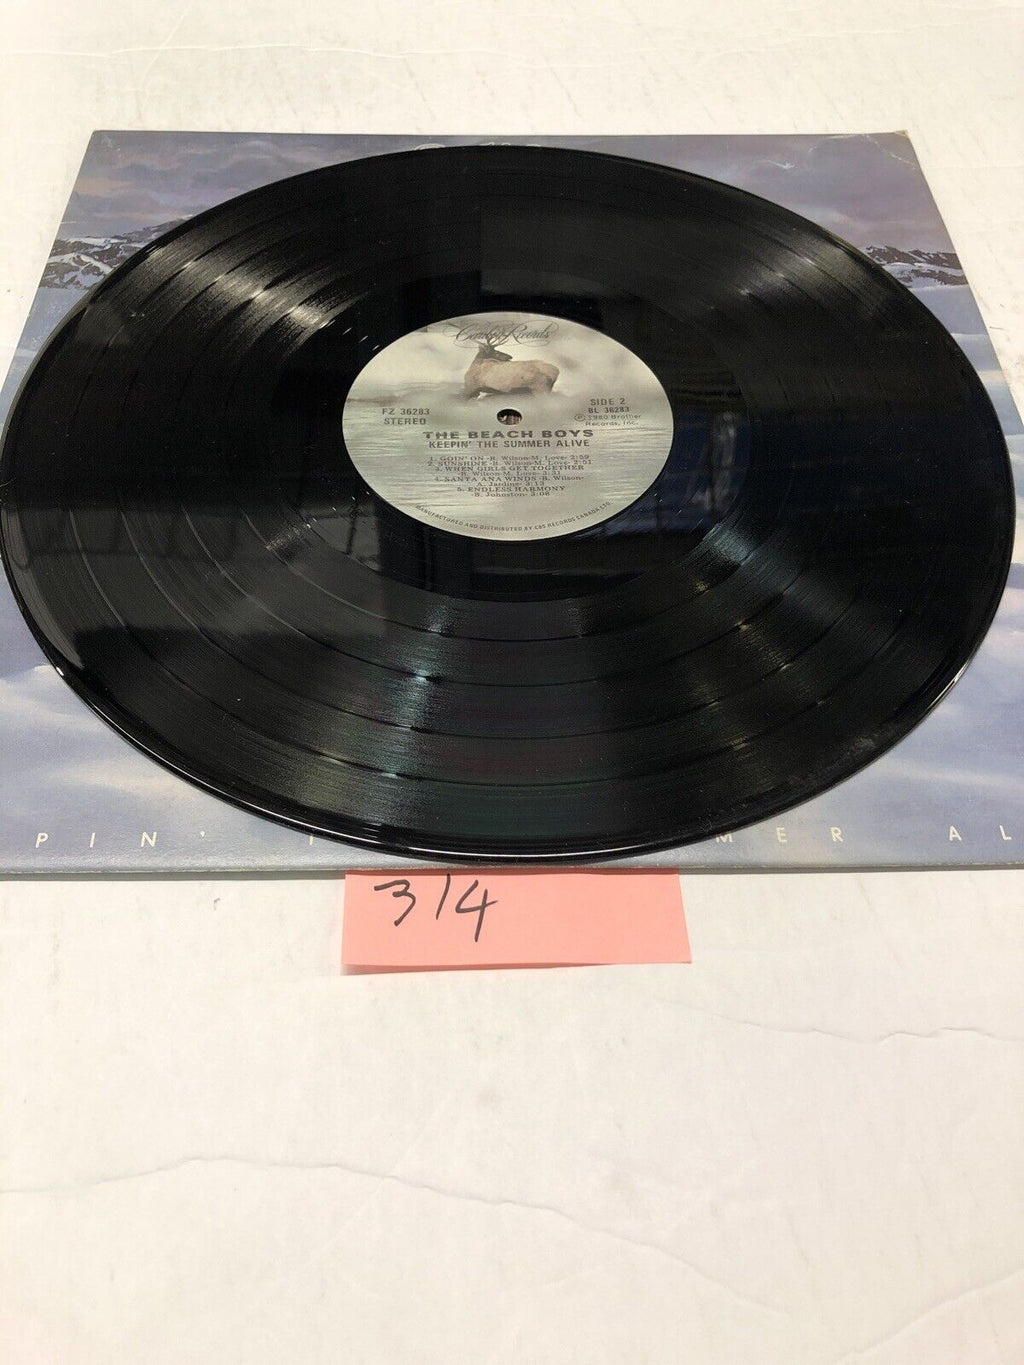 Caribou Records
FZ 36283
STEREO
SIDE 2
BL 36283
℗ 1980 Brother
Records, Inc.
THE BEACH BOYS
KEEPIN' THE SUMMER ALIVE
1. GOIN' ON -B. Wilson-M. Love- 2:59
2. SUNSHINE -B. Wilson-M. Love- 2:51
3. WHEN GIRLS GET TOGETHER
-B. Wilson-M. Love- 3:31
4. SANTA ANA WINDS -B. Wilson-
A. Jardine- 3:13
5. ENDLESS HARMONY
-B. Johnston- 3:08
MANUFACTURED AND DISTRIBUTED BY CBS RECORDS CANADA LTD.
PIN' MER AL
314